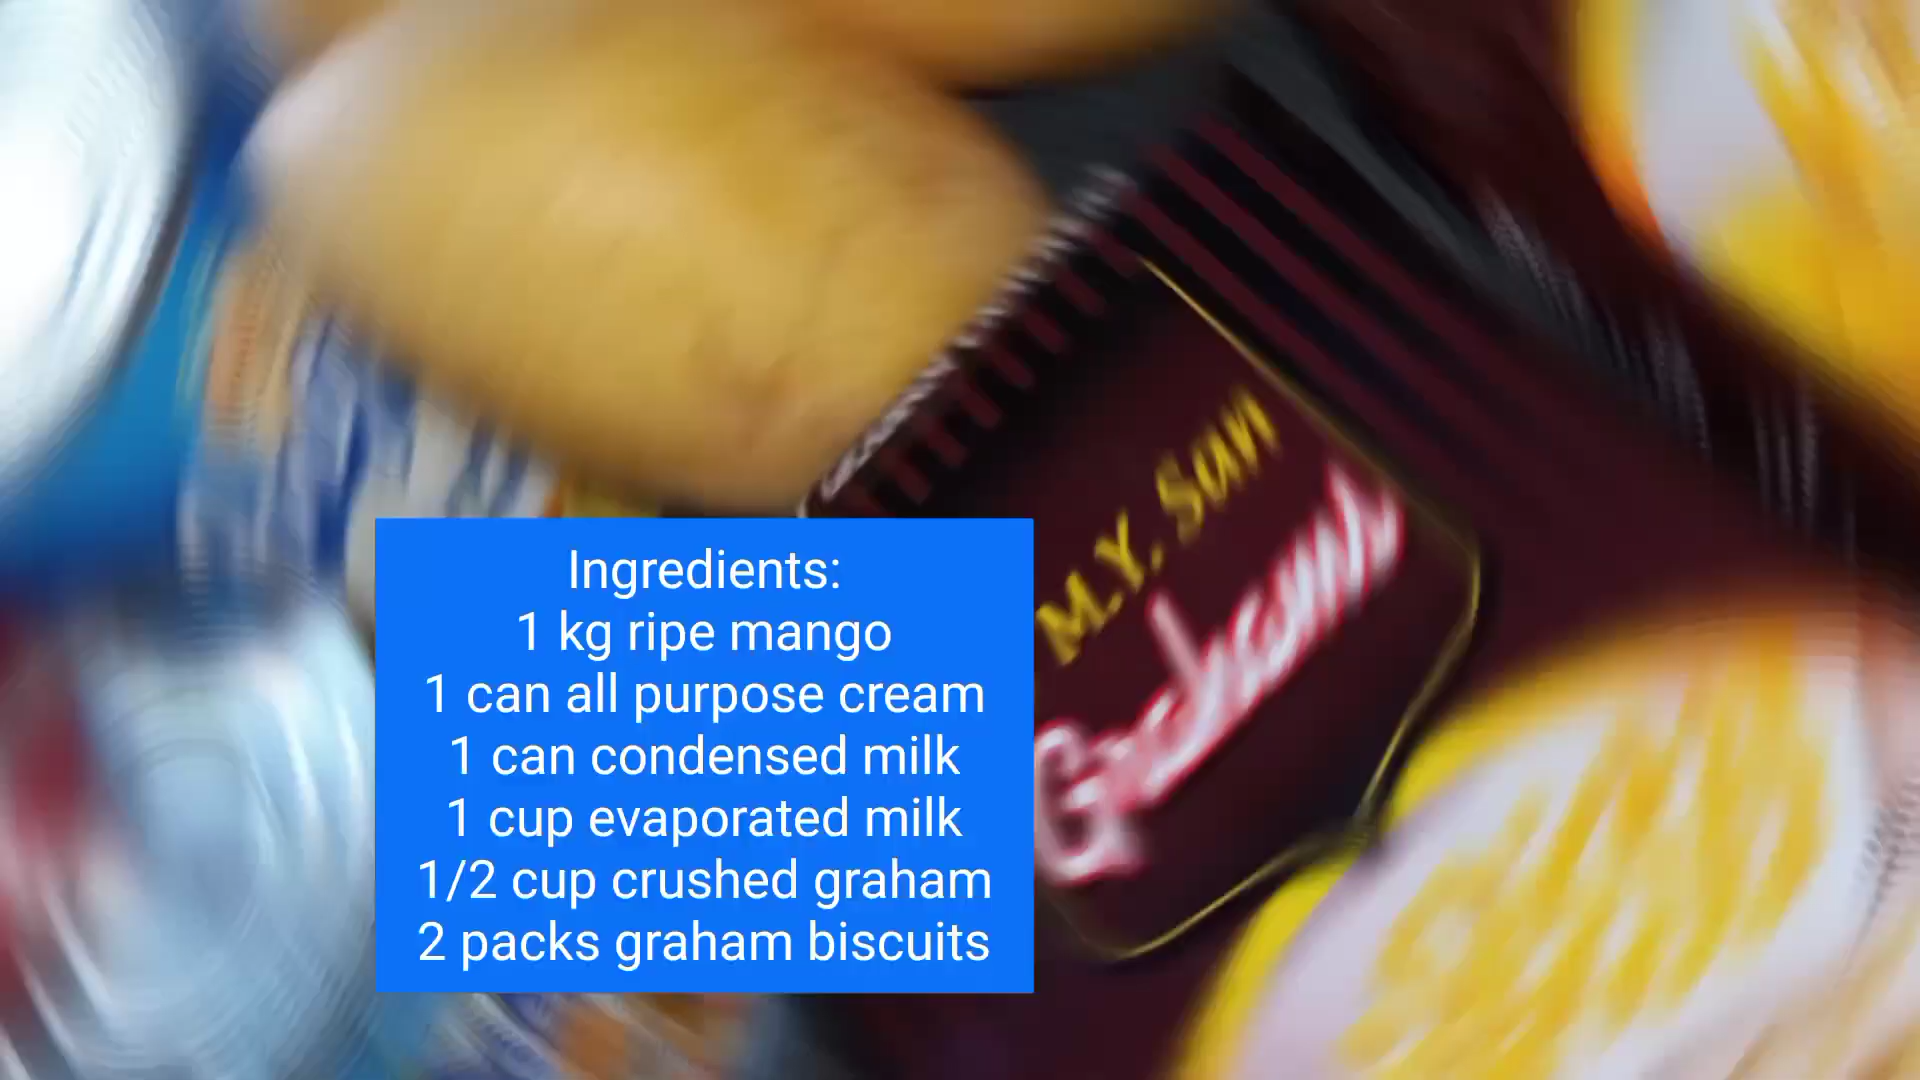 M.Y. San
Grahams
Ingredients:
1 kg ripe mango
1 can all purpose cream
1 can condensed milk
1 cup evaporated milk
1/2 cup crushed graham
2 packs graham biscuits